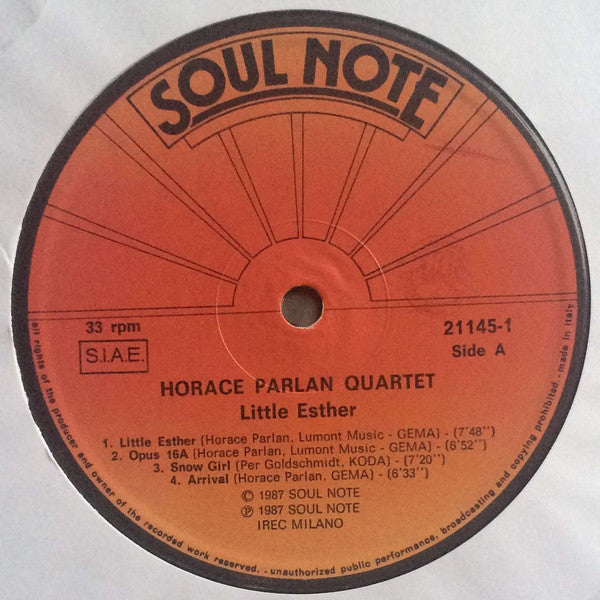 SOUL NOTE
33 rpm
S.I.A.E.
21145-1
Side A
HORACE PARLAN QUARTET
Little Esther
1. Little Esther (Horace Parlan, Lumont Music - GEMA) - (7'48'')
2. Opus 16A (Horace Parlan, Lumont Music - GEMA) - (6'52'')
3. Snow Girl (Per Goldschmidt, KODA) - (7'20'')
4. Arrival (Horace Parlan, GEMA) - (6'33'')
© 1987 SOUL NOTE
℗ 1987 SOUL NOTE
IREC MILANO
all rights of the producer and owner of the recorded work reserved. - unauthorized public performance, broadcasting and copying prohibited - made in Italy